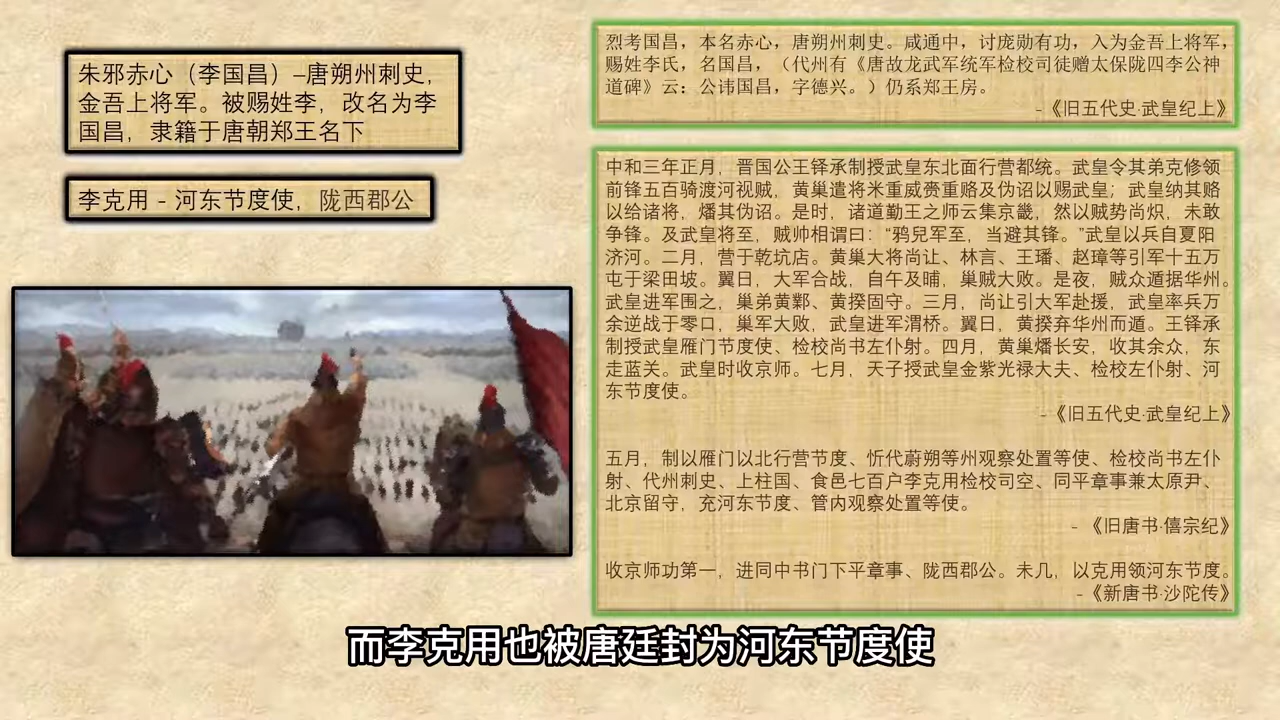 朱邪赤心（李国昌）–唐朔州刺史，
金吾上将军。被赐姓李，改名为李
国昌，隶籍于唐朝郑王名下
李克用 - 河东节度使，陇西郡公
烈考国昌，本名赤心，唐朔州刺史。咸通中，讨庞勋有功，入为金吾上将军，
赐姓李氏，名国昌，（代州有《唐故龙武军统军检校司徒赠太保陇西李公神
道碑》云：公讳国昌，字德兴。）仍系郑王房。
-《旧五代史·武皇纪上》
中和三年正月，晋国公王铎承制授武皇东北面行营都统。武皇令其弟克修领
前锋五百骑渡河视贼，黄巢遣将米重威赍重赂及伪诏以赐武皇；武皇纳其赂
以给诸将，燔其伪诏。是时，诸道勤王之师云集京畿，然以贼势尚炽，未敢
争锋。及武皇将至，贼帅相谓曰：“鸦兒军至，当避其锋。”武皇以兵自夏阳
济河。二月，营于乾坑店。黄巢大将尚让、林言、王璠、赵璋等引军十五万
屯于梁田坡。翼日，大军合战，自午及晡，巢贼大败。是夜，贼众遁据华州。
武皇进军围之，巢弟黄邺、黄揆固守。三月，尚让引大军赴援，武皇率兵万
余逆战于零口，巢军大败，武皇进军渭桥。翼日，黄揆弃华州而遁。王铎承
制授武皇雁门节度使、检校尚书左仆射。四月，黄巢燔长安，收其余众，东
走蓝关。武皇时收京师。七月，天子授武皇金紫光禄大夫、检校左仆射、河
东节度使。
-《旧五代史·武皇纪上》
五月，制以雁门以北行营节度、忻代蔚朔等州观察处置等使、检校尚书左仆
射、代州刺史、上柱国、食邑七百户李克用检校司空、同平章事兼太原尹、
北京留守，充河东节度、管内观察处置等使。
- 《旧唐书·僖宗纪》
收京师功第一，进同中书门下平章事、陇西郡公。未几，以克用领河东节度。
-《新唐书·沙陀传》
而李克用也被唐廷封为河东节度使